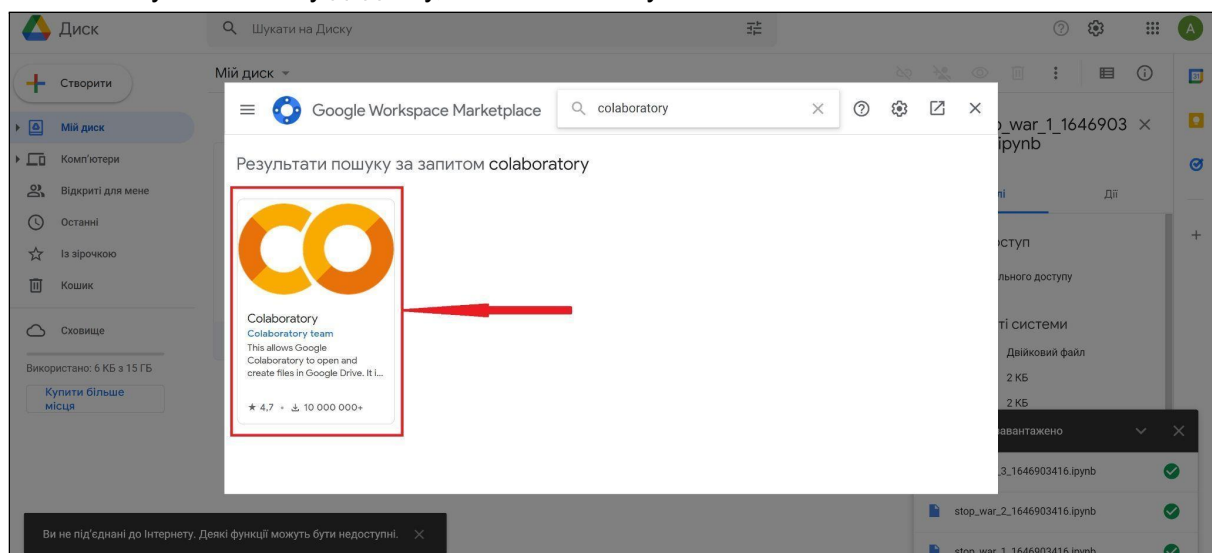 Диск
Шукати на Диску
A
Створити
Мій диск
Мій диск
Комп'ютери
Відкриті для мене
Останні
Із зірочкою
Кошик
Сховище
Використано: 6 КБ з 15 ГБ
Купити більше
місця
Google Workspace Marketplace
colaboratory
Результати пошуку за запитом colaboratory
Colaboratory
Colaboratory team
This allows Google
Colaboratory to open and
create files in Google Drive. It i...
4,7
10 000 000+
_war_1_1646903
ipynb
Дії
Двійковий файл
2 КБ
2 КБ
_3_1646903416.ipynb
stop_war_2_1646903416.ipynb
stop_war_1_1646903416.ipynb
Ви не під'єднані до Інтернету. Деякі функції можуть бути недоступні.